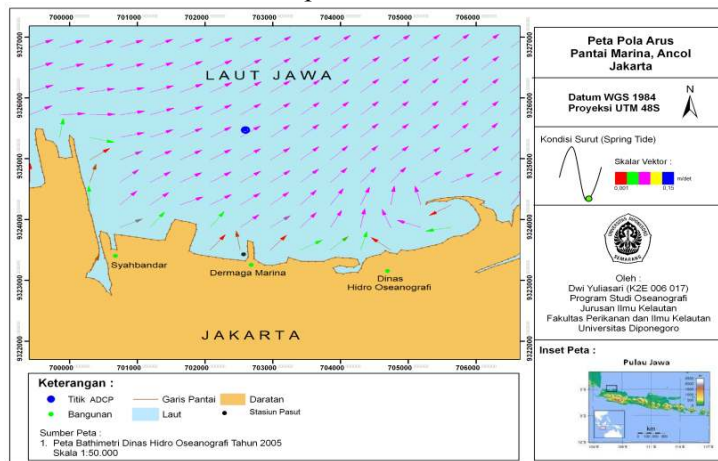 700000 701000 702000 703000 704000 705000 706000
9327000
9326000
9325000
9324000
9323000
9322000
LAUT JAWA
Syahbandar
Dermaga Marina
Dinas
Hidro Oseanografi
JAKARTA
Keterangan :
Titik ADCP
Garis Pantai
Daratan
Bangunan
Laut
Stasiun Pasut
Sumber Peta :
1. Peta Bathimetri Dinas Hidro Oseanografi Tahun 2005
Skala 1:50.000
Peta Pola Arus
Pantai Marina, Ancol
Jakarta
Datum WGS 1984
Proyeksi UTM 48S
N
Kondisi Surut (Spring Tide)
Skalar Vektor :
m/det
0,001 0,15
UNIVERSITAS DIPONEGORO
SEMARANG
Oleh :
Dwi Yuliasari (K2E 006 017)
Program Studi Oseanografi
Jurusan Ilmu Kelautan
Fakultas Perikanan dan Ilmu Kelautan
Universitas Diponegoro
Inset Peta :
Pulau Jawa